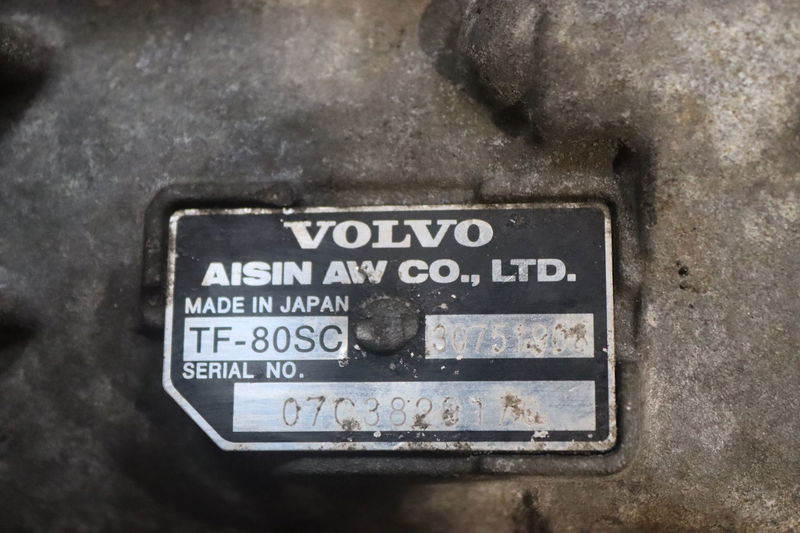 VOLVO
AISIN AW CO., LTD.
MADE IN JAPAN
TF-80SC
SERIAL NO.